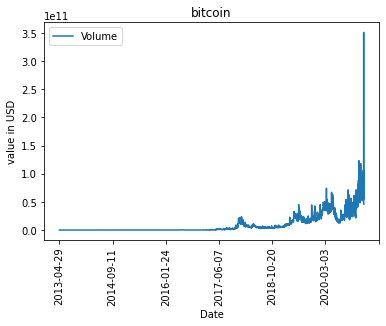 bitcoin
1e11
Volume
3.5
3.0
2.5
2.0
1.5
1.0
0.5
0.0
value in USD
2013-04-29
2014-09-11
2016-01-24
2017-06-07
2018-10-20
2020-03-03
Date